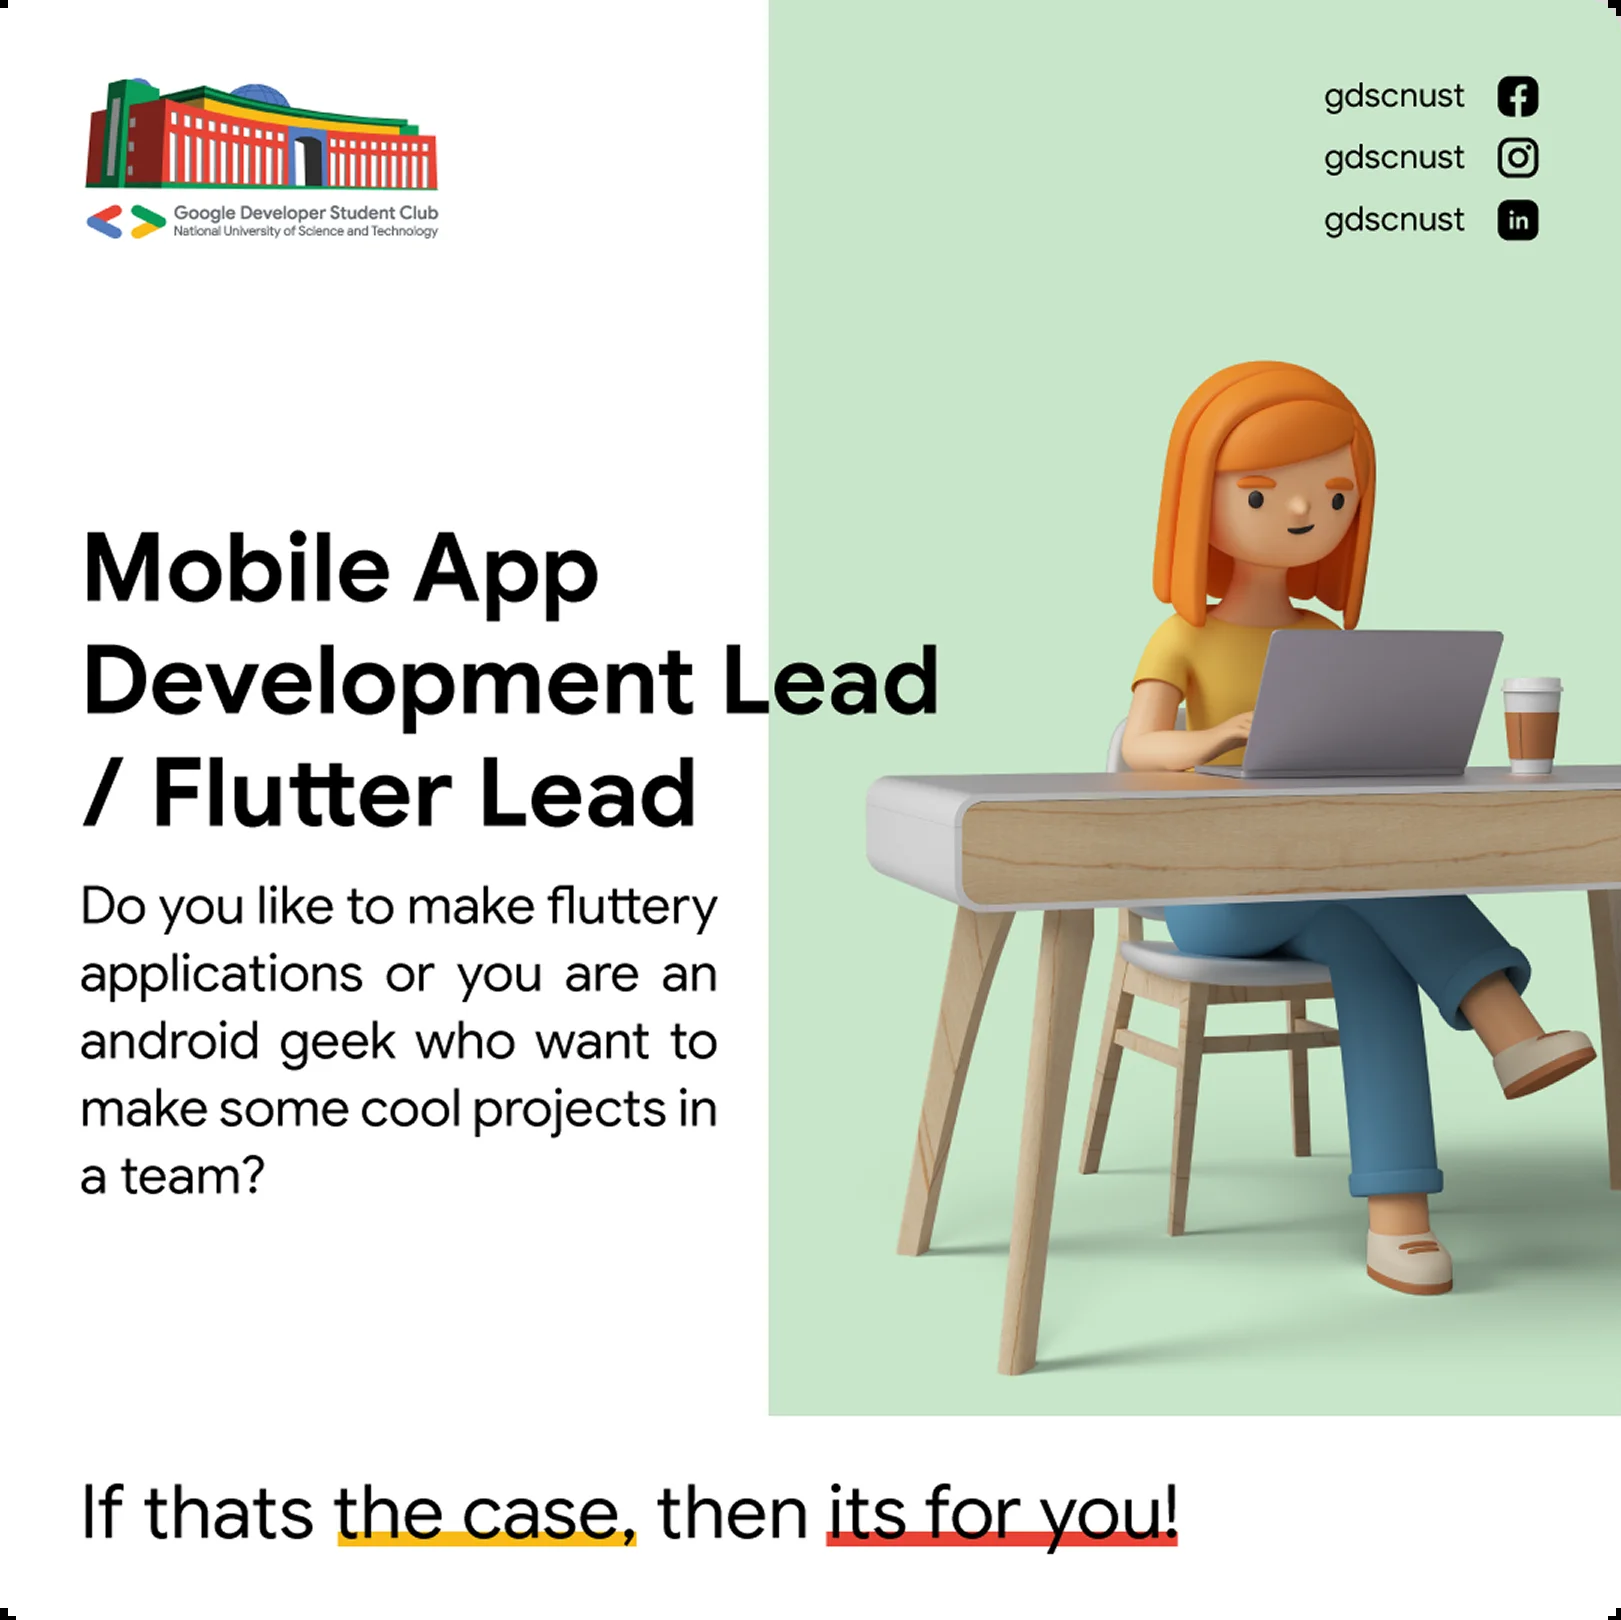 Google Developer Student Club
National University of Science and Technology
gdscnust
gdscnust
gdscnust
in
Mobile App
Development Lead
/ Flutter Lead
Do you like to make fluttery
applications or you are an
android geek who want to
make some cool projects in
a team?
If thats the case, then its for you!